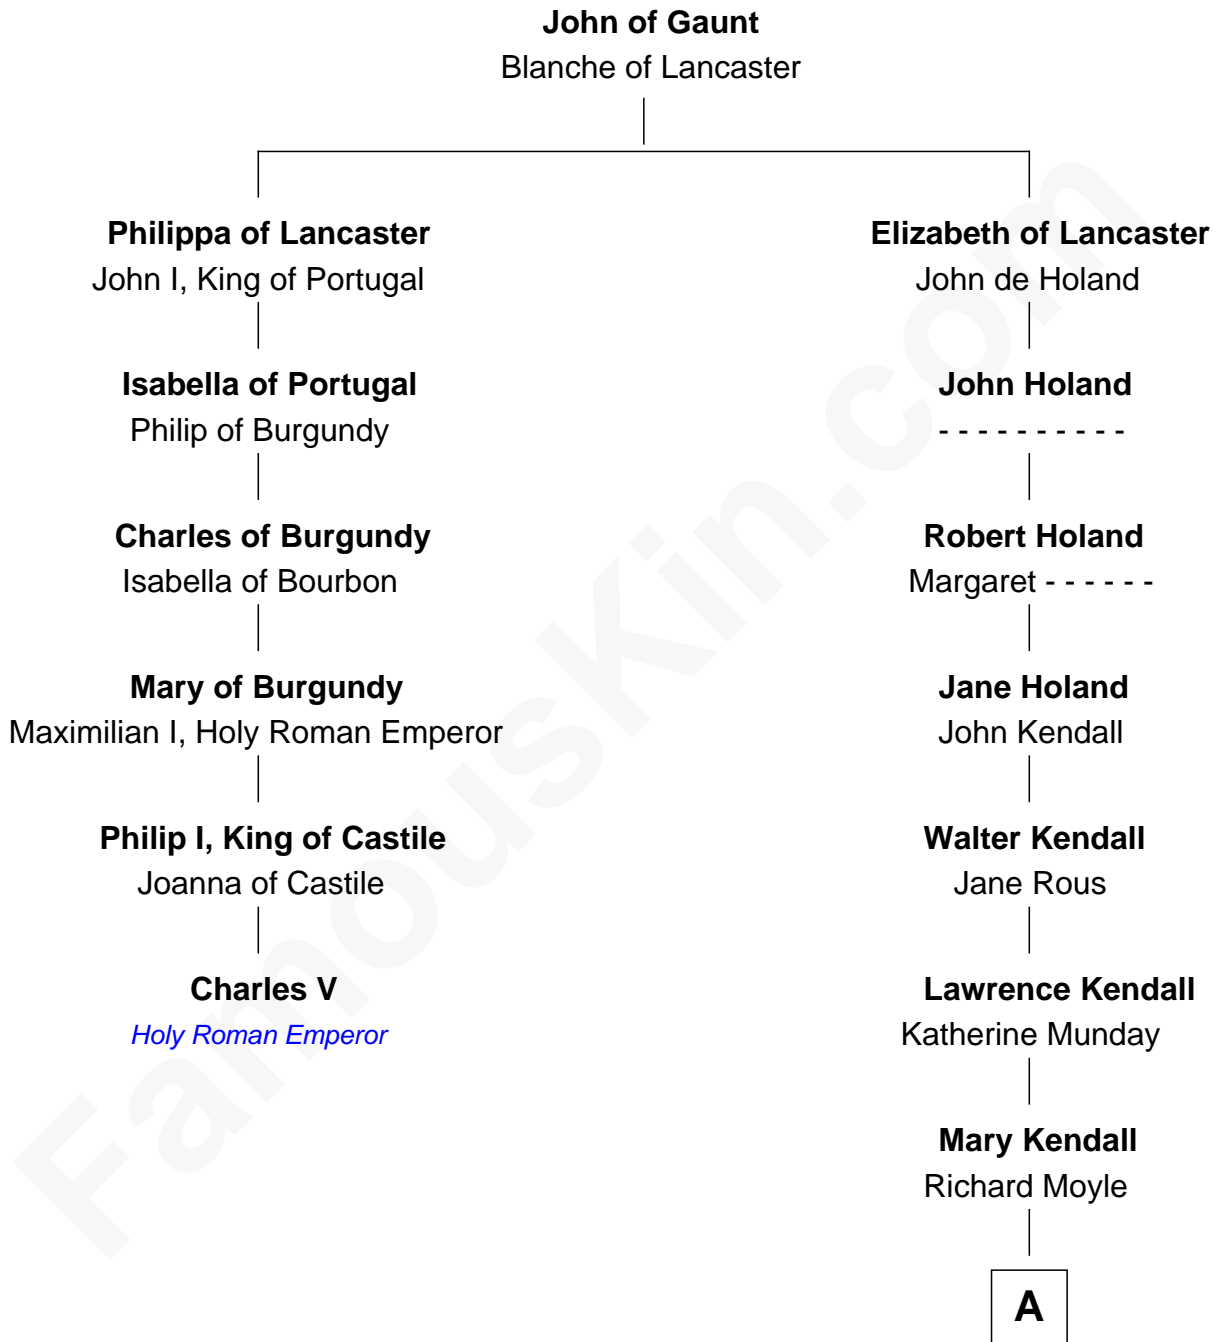 John of Gaunt
Blanche of Lancaster
Philippa of Lancaster
John I, King of Portugal
Elizabeth of Lancaster
John de Holand
Isabella of Portugal
Philip of Burgundy
John Holand
- - - - - - - - - -
Charles of Burgundy
Isabella of Bourbon
Robert Holand
Margaret - - - - - -
Mary of Burgundy
Maximilian I, Holy Roman Emperor
Jane Holand
John Kendall
Philip I, King of Castile
Joanna of Castile
Walter Kendall
Jane Rous
Charles V
Holy Roman Emperor
Lawrence Kendall
Katherine Munday
Mary Kendall
Richard Moyle
A
FamousKin.com